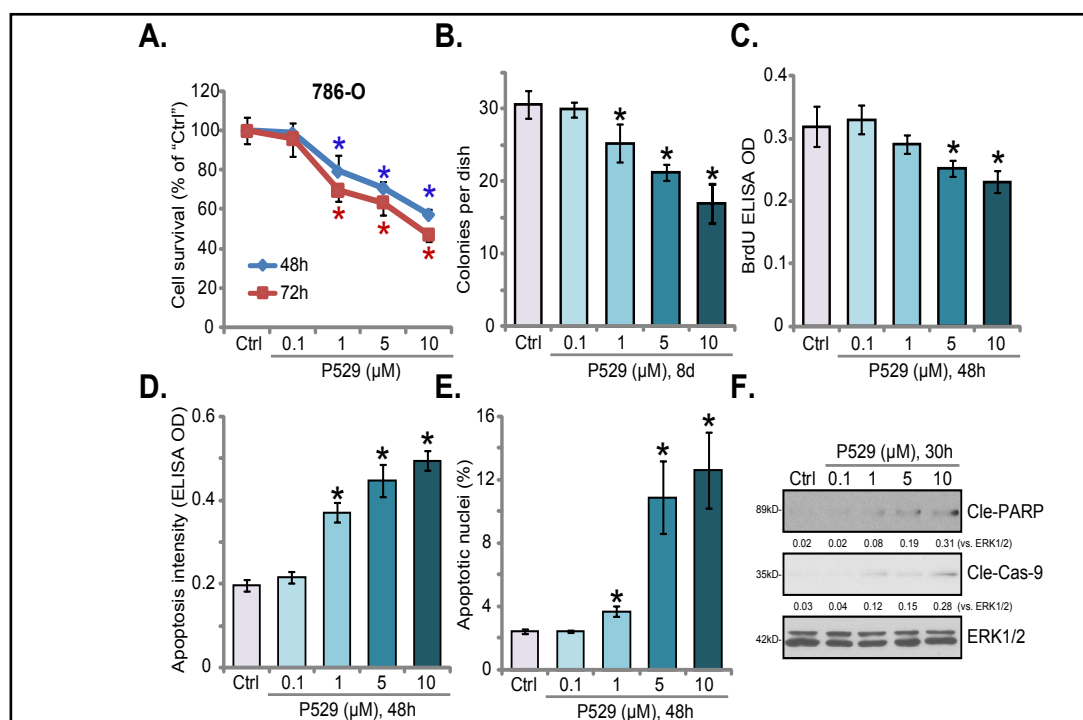 A.
786-O
Cell survival (% of “Ctrl”)
120
100
80
60
40
20
0
*
*
*
*
*
*
48h
72h
Ctrl 0.1 1 5 10
P529 (µM)
B.
Colonies per dish
30
20
10
0
*
*
*
Ctrl 0.1 1 5 10
P529 (µM), 8d
C.
BrdU ELISA OD
0.4
0.3
0.2
0.1
0
*
*
Ctrl 0.1 1 5 10
P529 (µM), 48h
D.
Apoptosis intensity (ELISA OD)
0.6
0.4
0.2
0
*
*
*
Ctrl 0.1 1 5 10
P529 (µM), 48h
E.
Apoptotic nuclei (%)
16
12
8
4
0
*
*
*
Ctrl 0.1 1 5 10
P529 (µM), 48h
F.
P529 (µM), 30h
Ctrl 0.1 1 5 10
89kD- Cle-PARP
0.02 0.02 0.08 0.19 0.31 (vs. ERK1/2)
35kD- Cle-Cas-9
0.03 0.04 0.12 0.15 0.28 (vs. ERK1/2)
42kD- ERK1/2